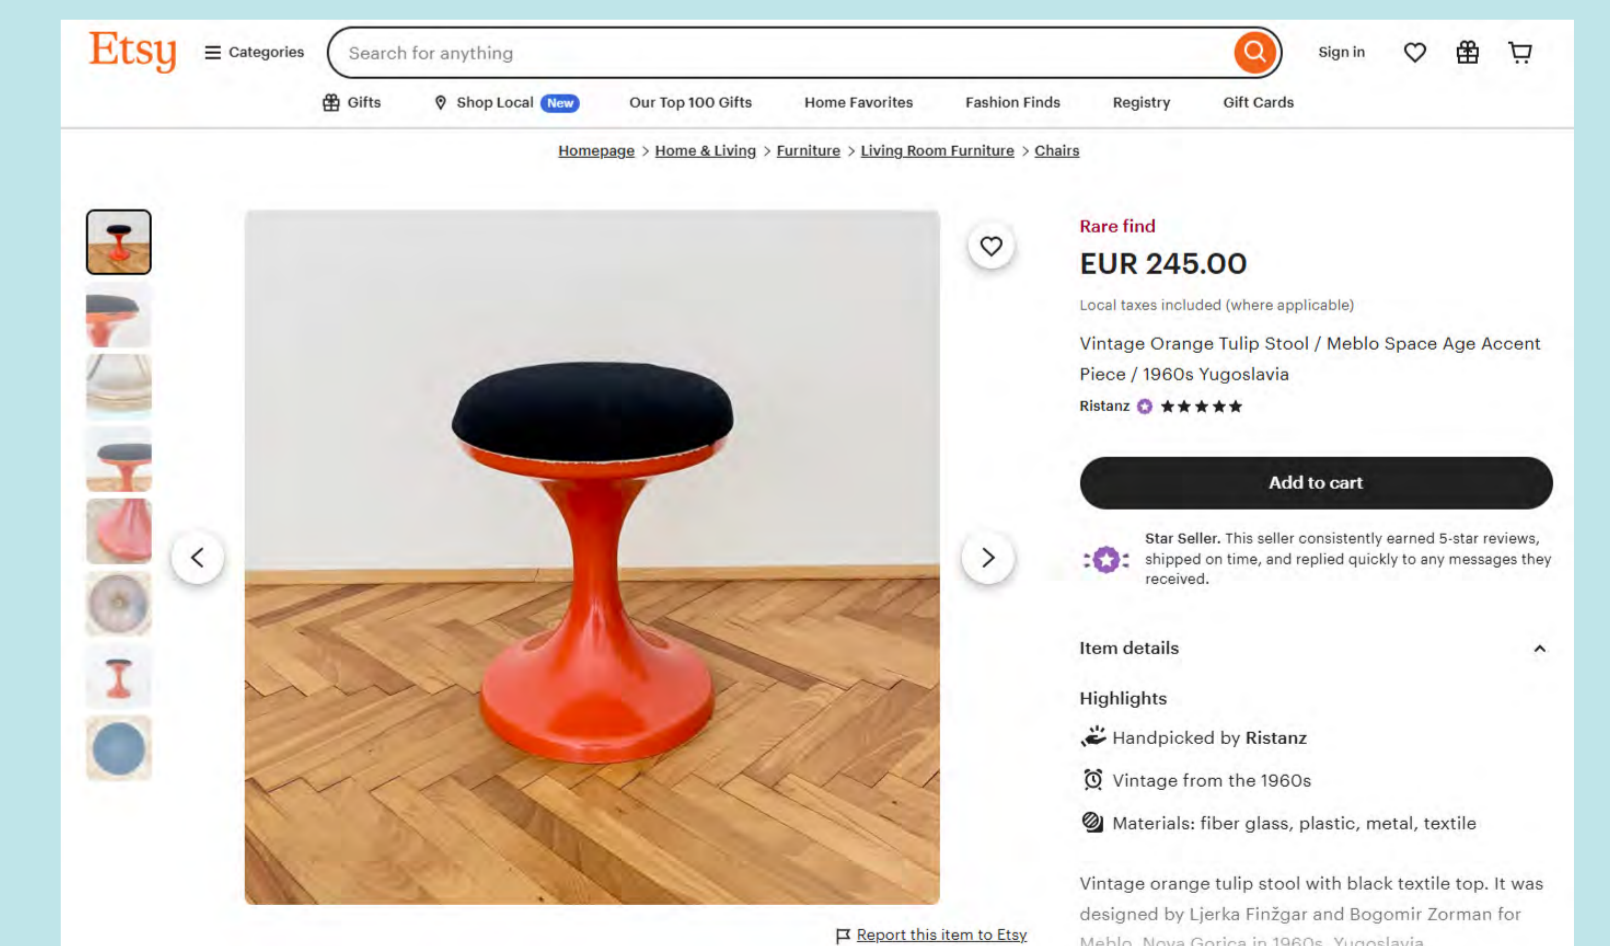 Etsy
Categories
Search for anything
Sign in
Gifts
Shop Local New
Our Top 100 Gifts
Home Favorites
Fashion Finds
Registry
Gift Cards
Homepage > Home & Living > Furniture > Living Room Furniture > Chairs
Rare find
EUR 245.00
Local taxes included (where applicable)
Vintage Orange Tulip Stool / Meblo Space Age Accent
Piece / 1960s Yugoslavia
Ristanz ★★★★★
Add to cart
Star Seller. This seller consistently earned 5-star reviews,
shipped on time, and replied quickly to any messages they
received.
Item details
Highlights
Handpicked by Ristanz
Vintage from the 1960s
Materials: fiber glass, plastic, metal, textile
Vintage orange tulip stool with black textile top. It was
designed by Ljerka Finžgar and Bogomir Zorman for
Meblo, Nova Gorica in 1960s, Yugoslavia
Report this item to Etsy